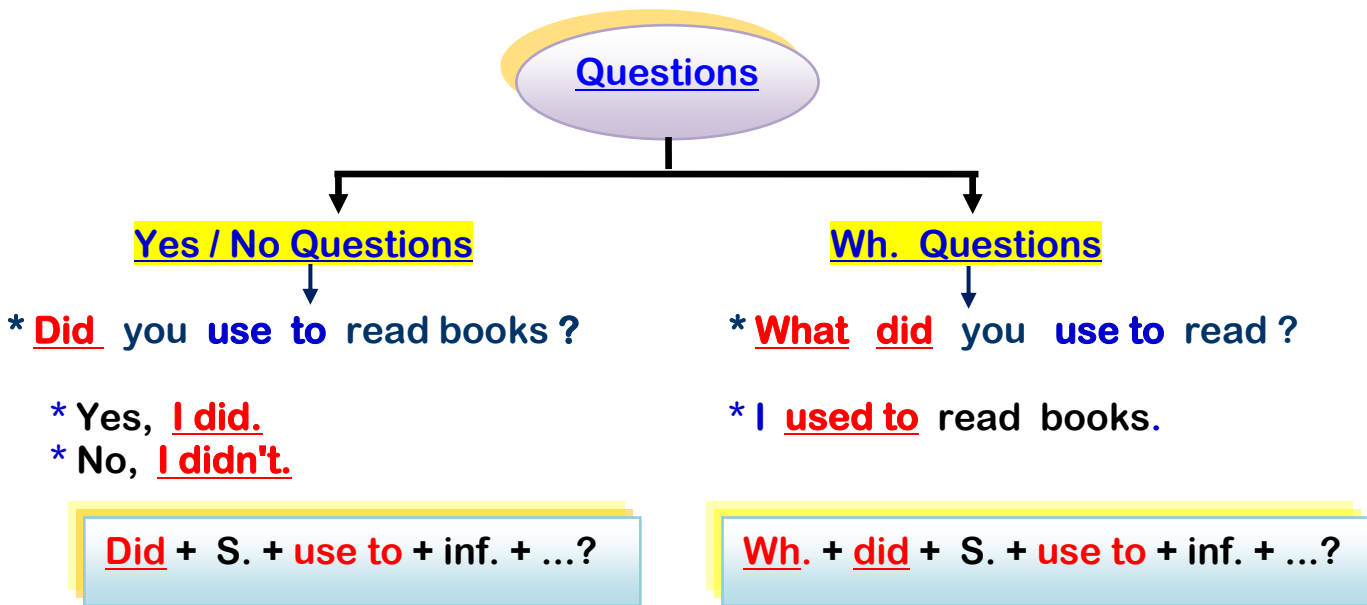 Questions
Yes / No Questions
* Did you use to read books ?
* Yes, I did.
* No, I didn't.
Did + S. + use to + inf. + ...?
Wh. Questions
* What did you use to read ?
* I used to read books.
Wh. + did + S. + use to + inf. + ...?